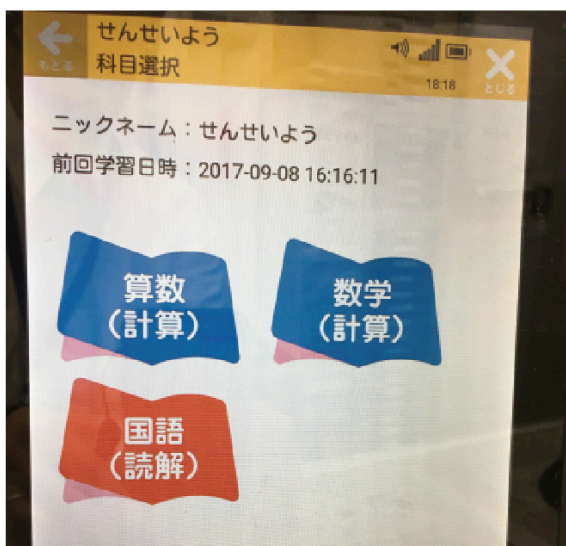 せんせいよう
もどる
科目選択
18:18
とじる
ニックネーム：せんせいよう
前回学習日時：2017-09-08 16:16:11
算数
（計算）
数学
（計算）
国語
（読解）